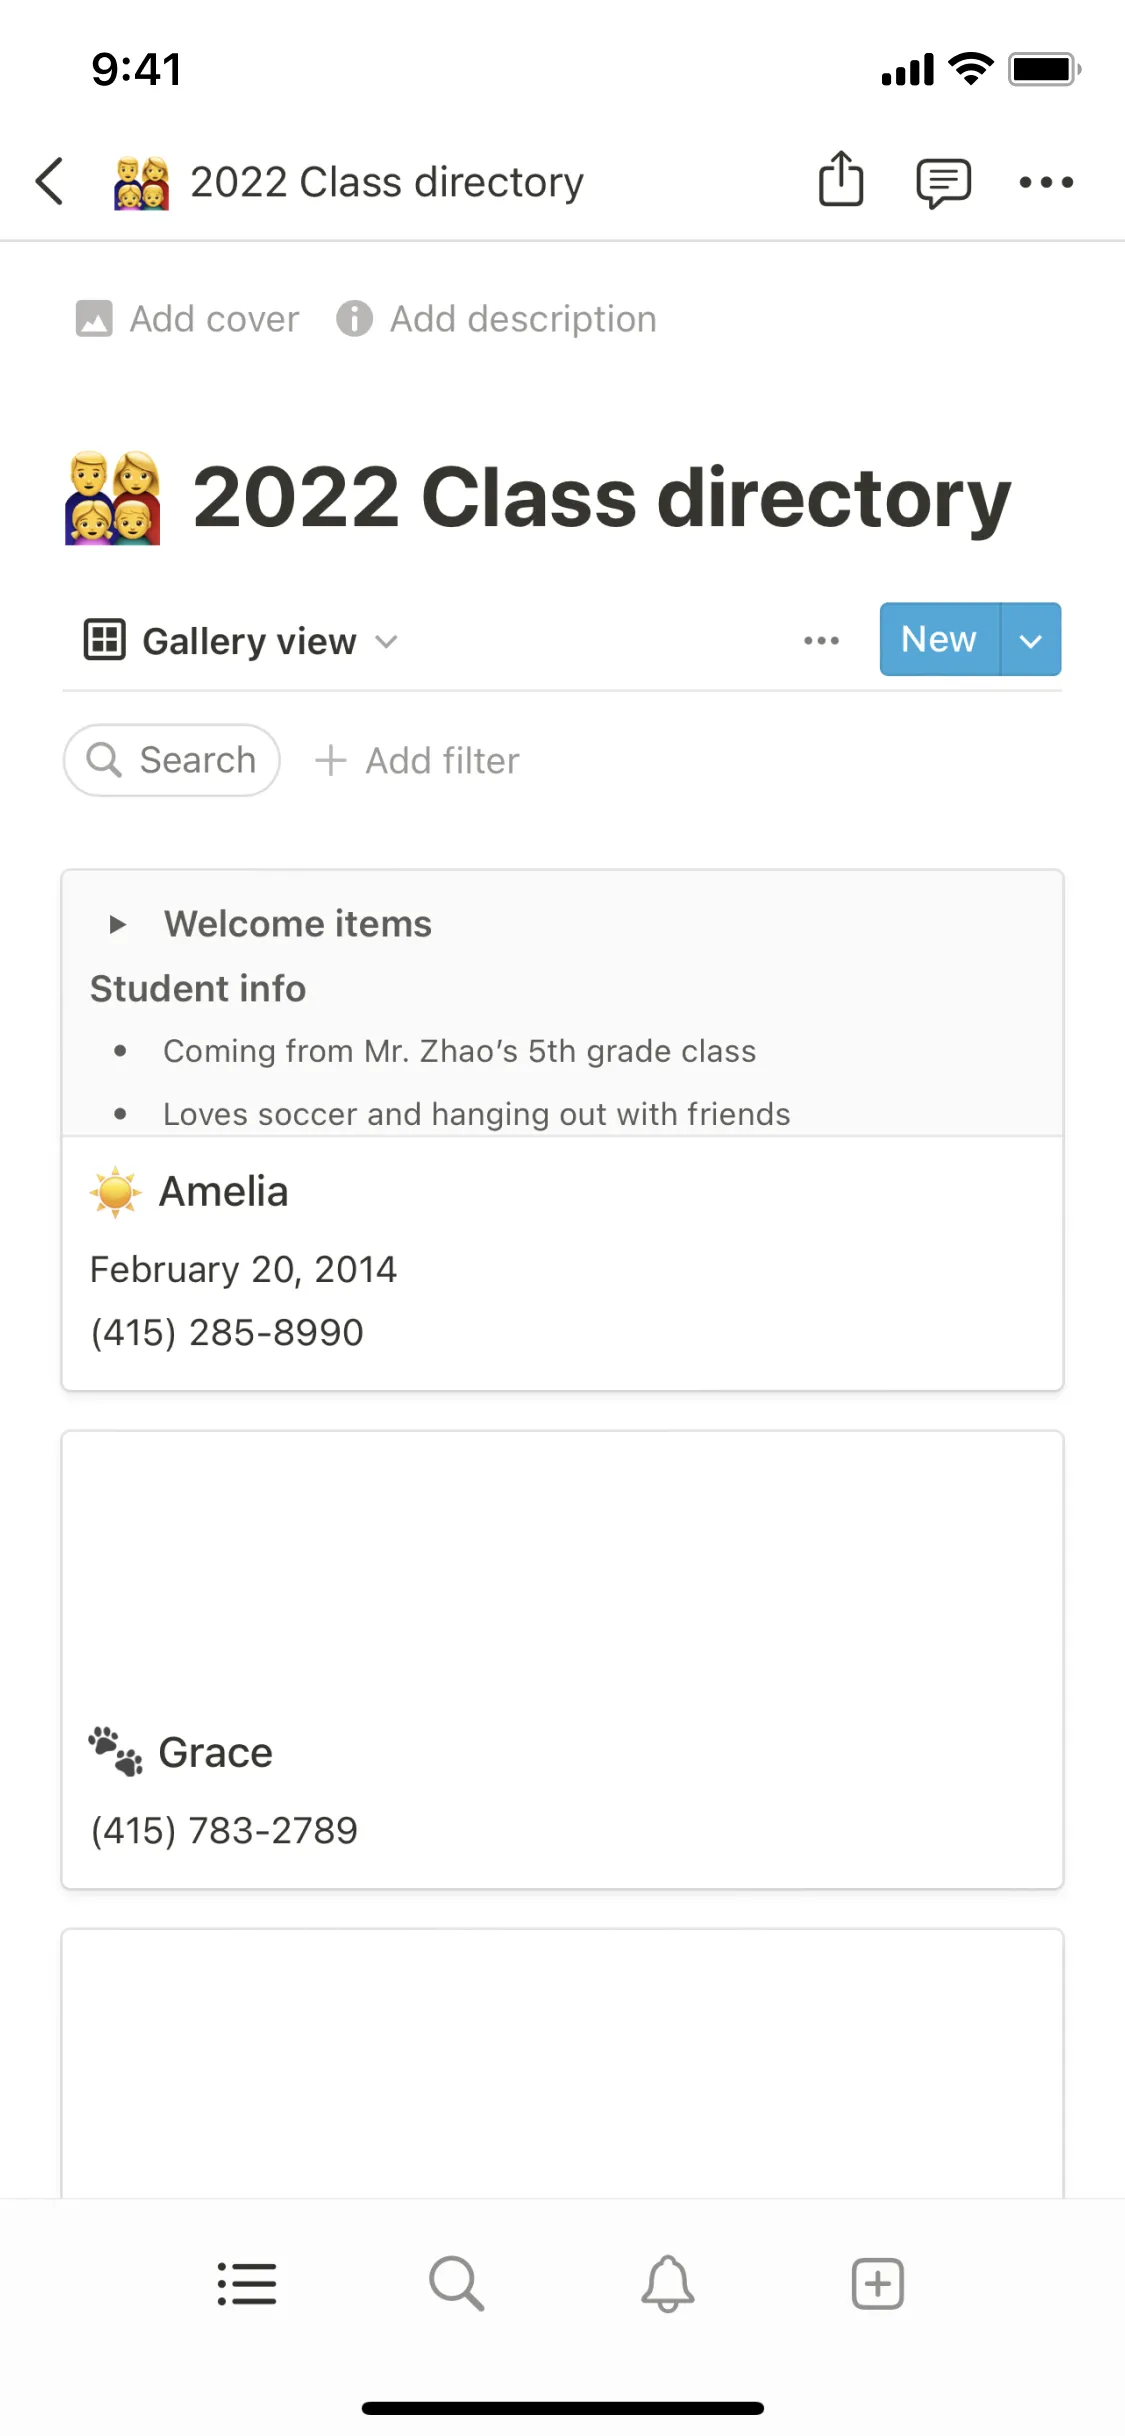 9:41
2022 Class directory
Add cover Add description
2022 Class directory
Gallery view New
Search Add filter
Welcome items
Student info
• Coming from Mr. Zhao’s 5th grade class
• Loves soccer and hanging out with friends
Amelia
February 20, 2014
(415) 285-8990
Grace
(415) 783-2789